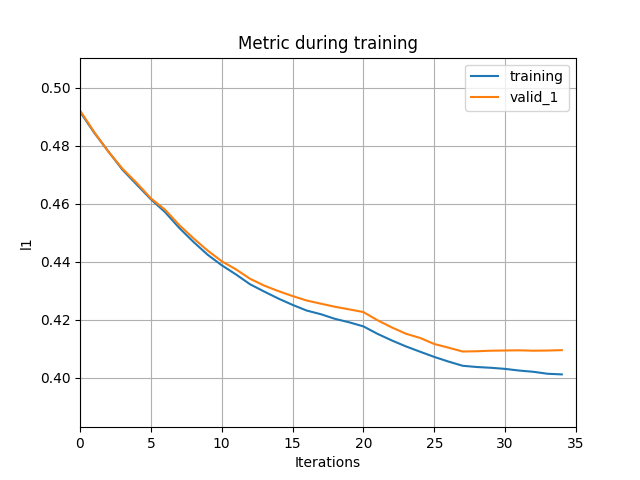 Metric during training
training
valid_1
0.50
0.48
0.46
0.44
0.42
0.40
l1
0 5 10 15 20 25 30 35
Iterations